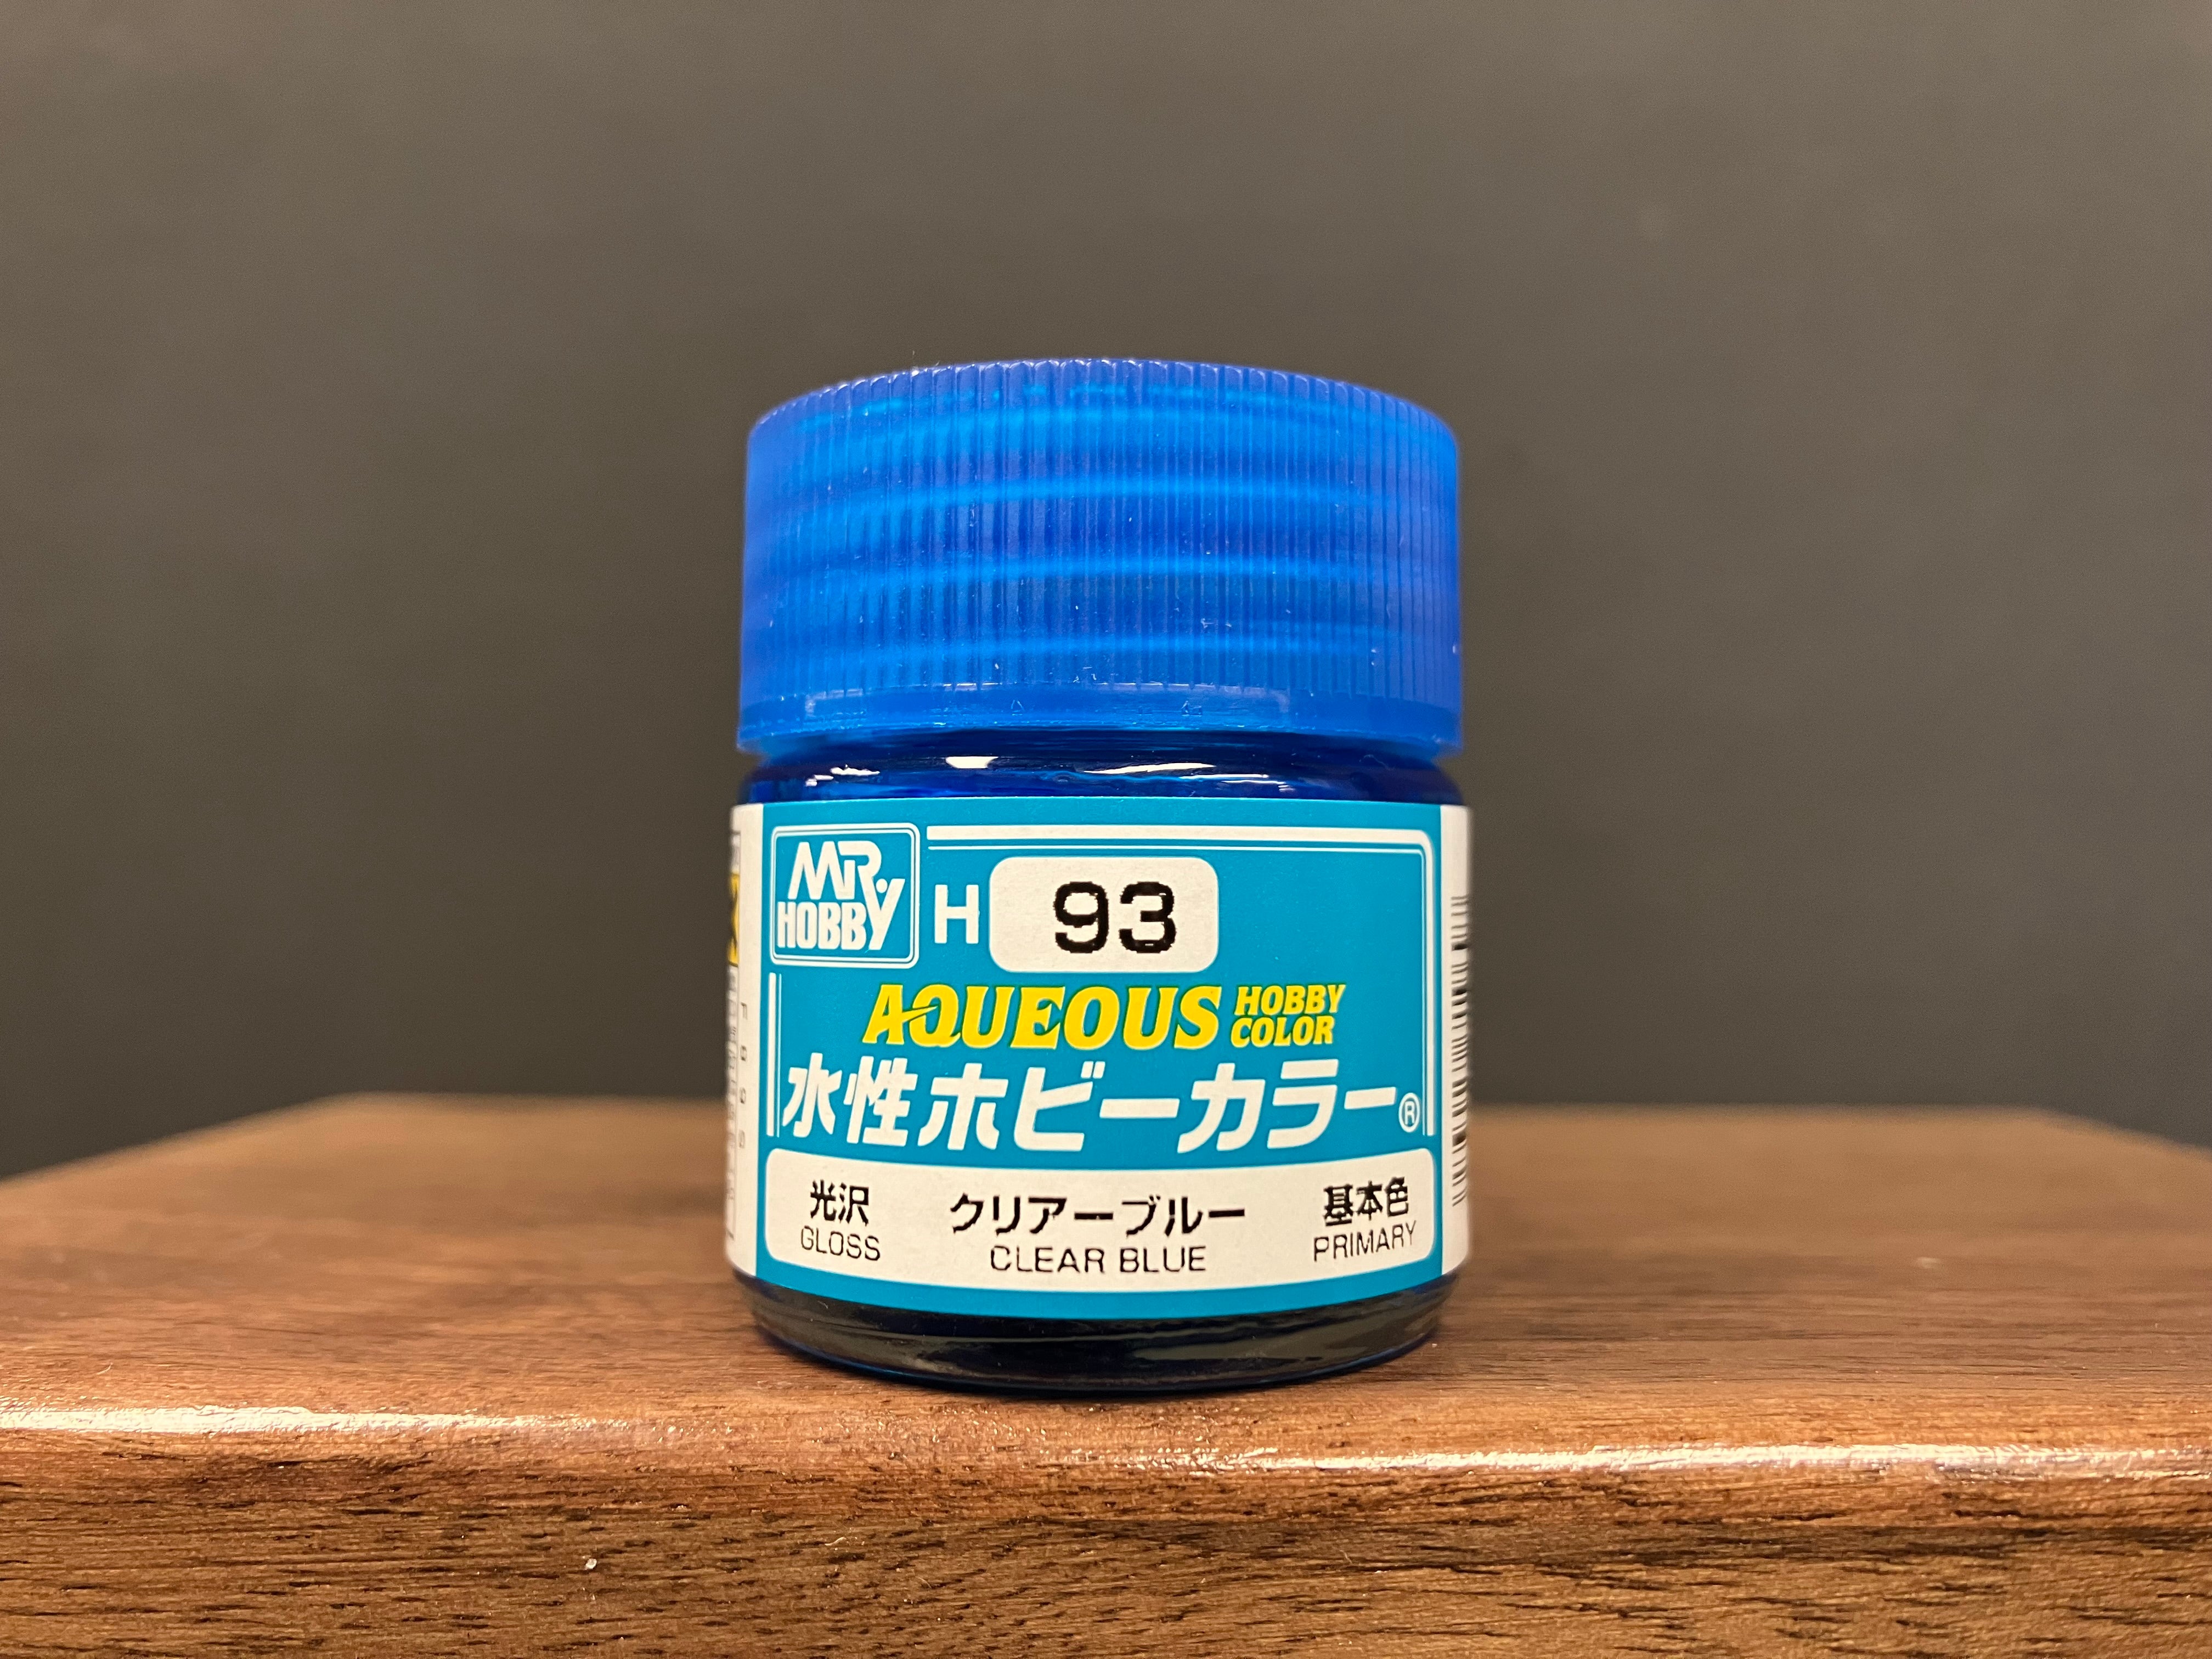 MR. HOBBY
H 93
AQUEOUS HOBBY COLOR
水性ホビーカラー®
光沢 クリアーブルー 基本色
GLOSS CLEAR BLUE PRIMARY